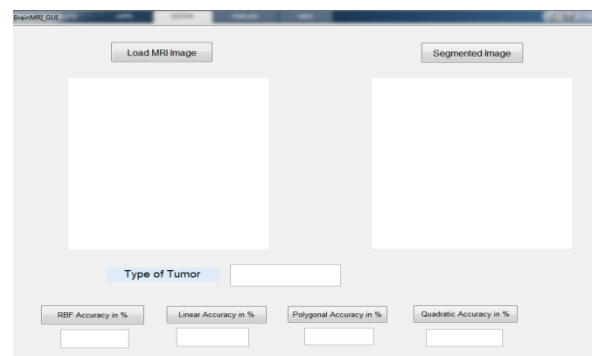 BrainMRI_GUI
Load MRI Image
Segmented Image
Type of Tumor
RBF Accuracy in %
Linear Accuracy in %
Polygonal Accuracy in %
Quadratic Accuracy in %